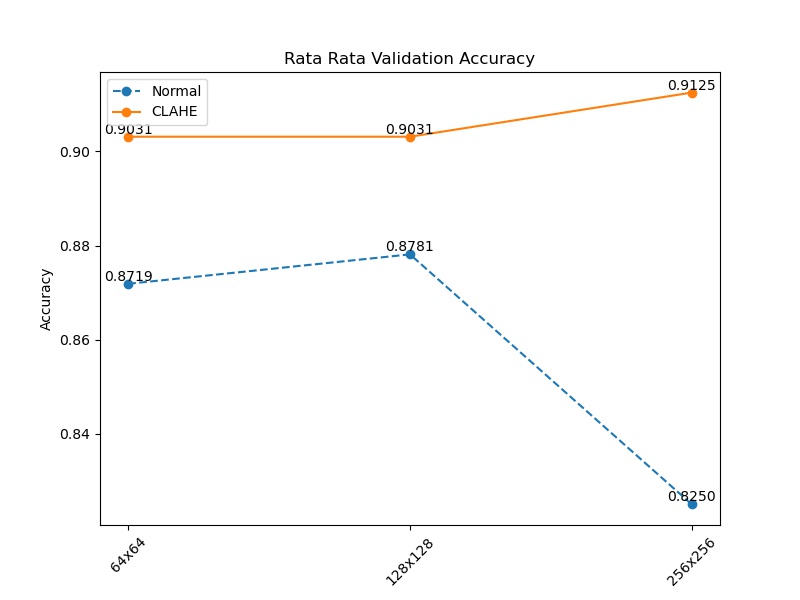 Rata Rata Validation Accuracy
Normal
CLAHE
0.9125
0.9031
0.9031
0.90
0.8781
0.88
0.8719
Accuracy
0.86
0.84
0.8250
64x64
128x128
256x256